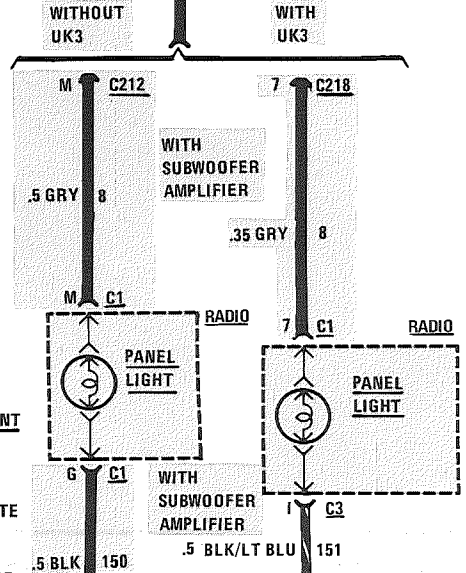 WITHOUT
UK3
WITH
UK3
M C212
7 C218
WITH
SUBWOOFER
AMPLIFIER
.5 GRY 8
.35 GRY 8
M C1
RADIO
7 C1
RADIO
PANEL
LIGHT
PANEL
LIGHT
NT
G C1
WITH
SUBWOOFER
AMPLIFIER
I C3
TE
.5 BLK/LT BLU 151
.5 BLK 150